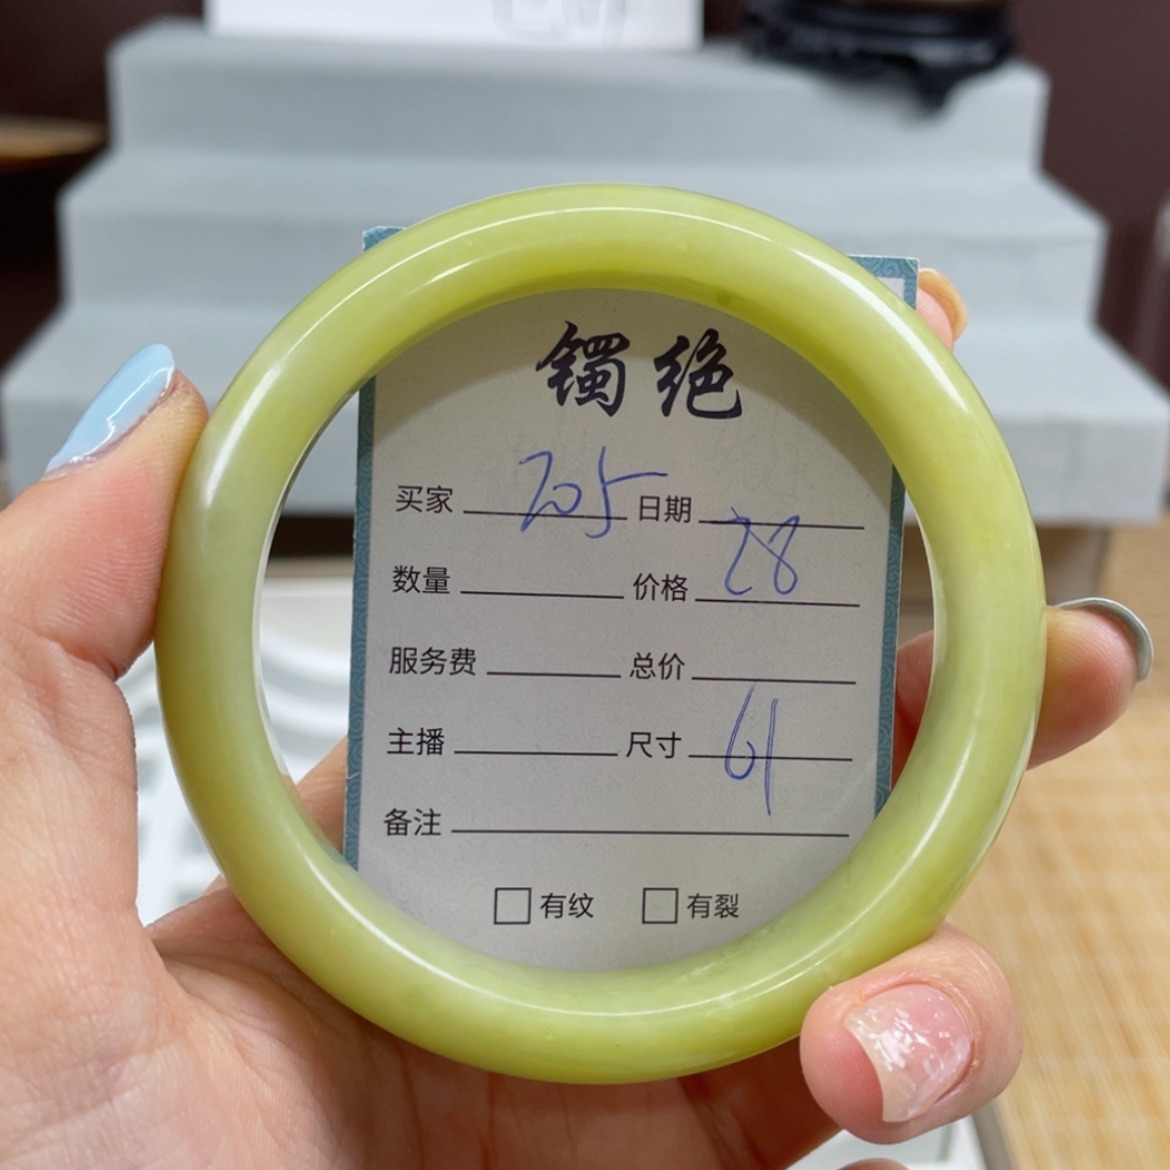 镯绝
买家 705 日期
数量 价格 28
服务费 总价
主播 尺寸 61
备注
有纹 有裂